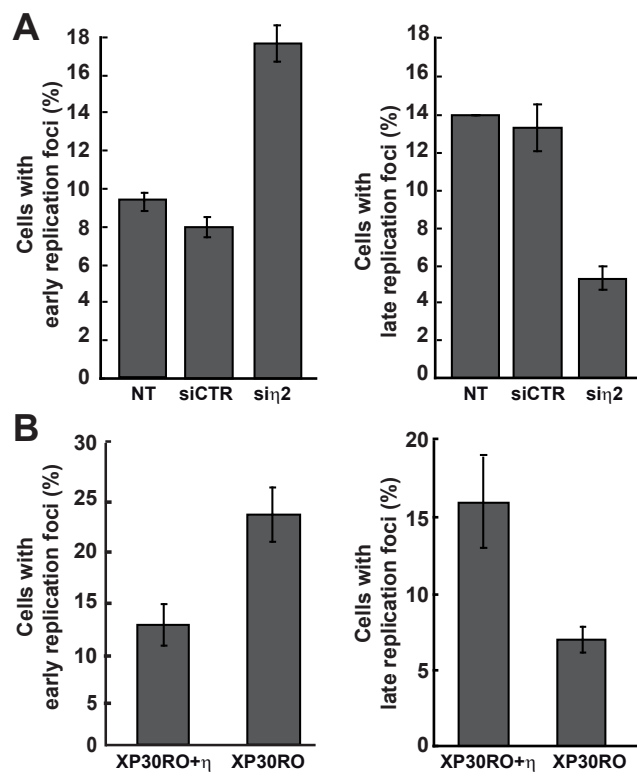 A
Cells with
early replication foci (%)
18
16
14
12
10
8
6
4
2
0
NT siCTR siη2
Cells with
late replication foci (%)
18
16
14
12
10
8
6
4
2
0
NT siCTR siη2
B
Cells with
early replication foci (%)
30
25
20
15
10
5
0
XP30RO+η XP30RO
Cells with
late replication foci (%)
20
15
10
5
0
XP30RO+η XP30RO